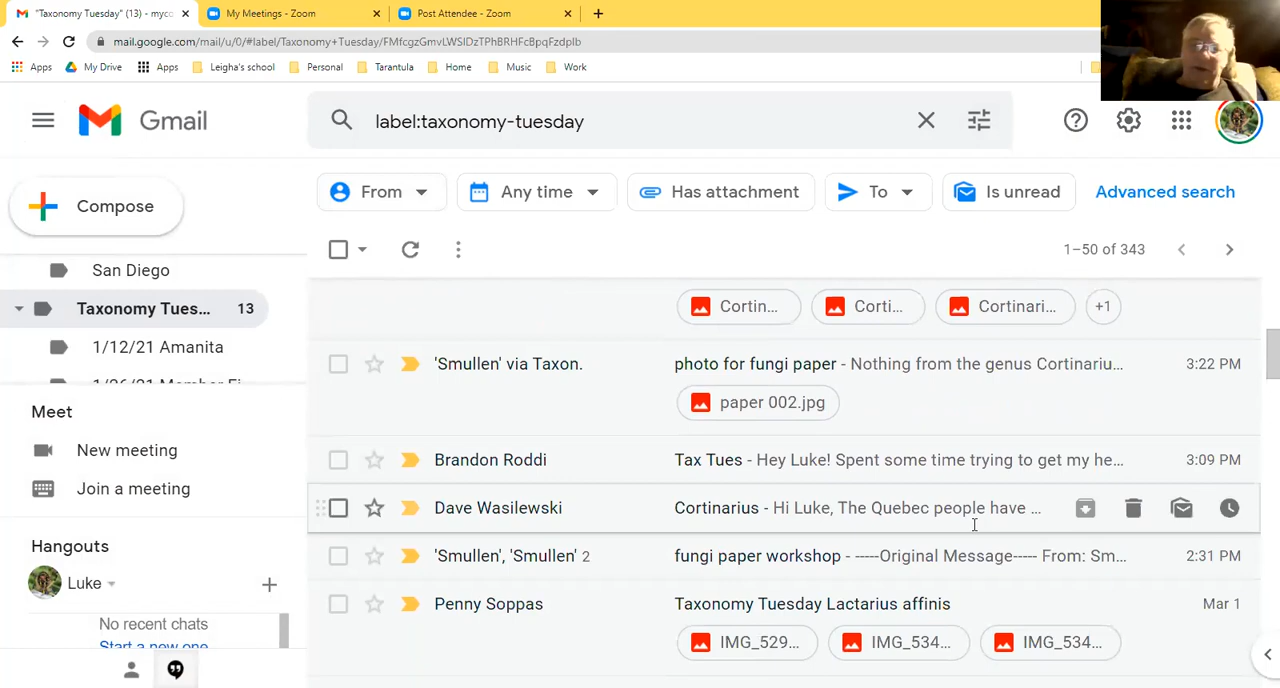 "Taxonomy Tuesday" (13) - myco
My Meetings - Zoom
Post Attendee - Zoom
mail.google.com/mail/u/0/#label/Taxonomy+Tuesday/FMfcgzGmvLWSlDzTPhBRHFcBpqFzdplb
Apps My Drive Apps Leigha's school Personal Tarantula Home Music Work
Gmail
label:taxonomy-tuesday
Compose
From Any time Has attachment To Is unread Advanced search
1–50 of 343
San Diego
Taxonomy Tues... 13
1/12/21 Amanita
Meet
New meeting
Join a meeting
Hangouts
Luke
No recent chats
Start a new one
Cortin... Corti... Cortinari... +1
'Smullen' via Taxon. photo for fungi paper - Nothing from the genus Cortinariu... 3:22 PM
paper 002.jpg
Brandon Roddi Tax Tues - Hey Luke! Spent some time trying to get my he... 3:09 PM
Dave Wasilewski Cortinarius - Hi Luke, The Quebec people have ...
'Smullen', 'Smullen' 2 fungi paper workshop - -----Original Message----- From: Sm... 2:31 PM
Penny Soppas Taxonomy Tuesday Lactarius affinis Mar 1
IMG_529... IMG_534... IMG_534...